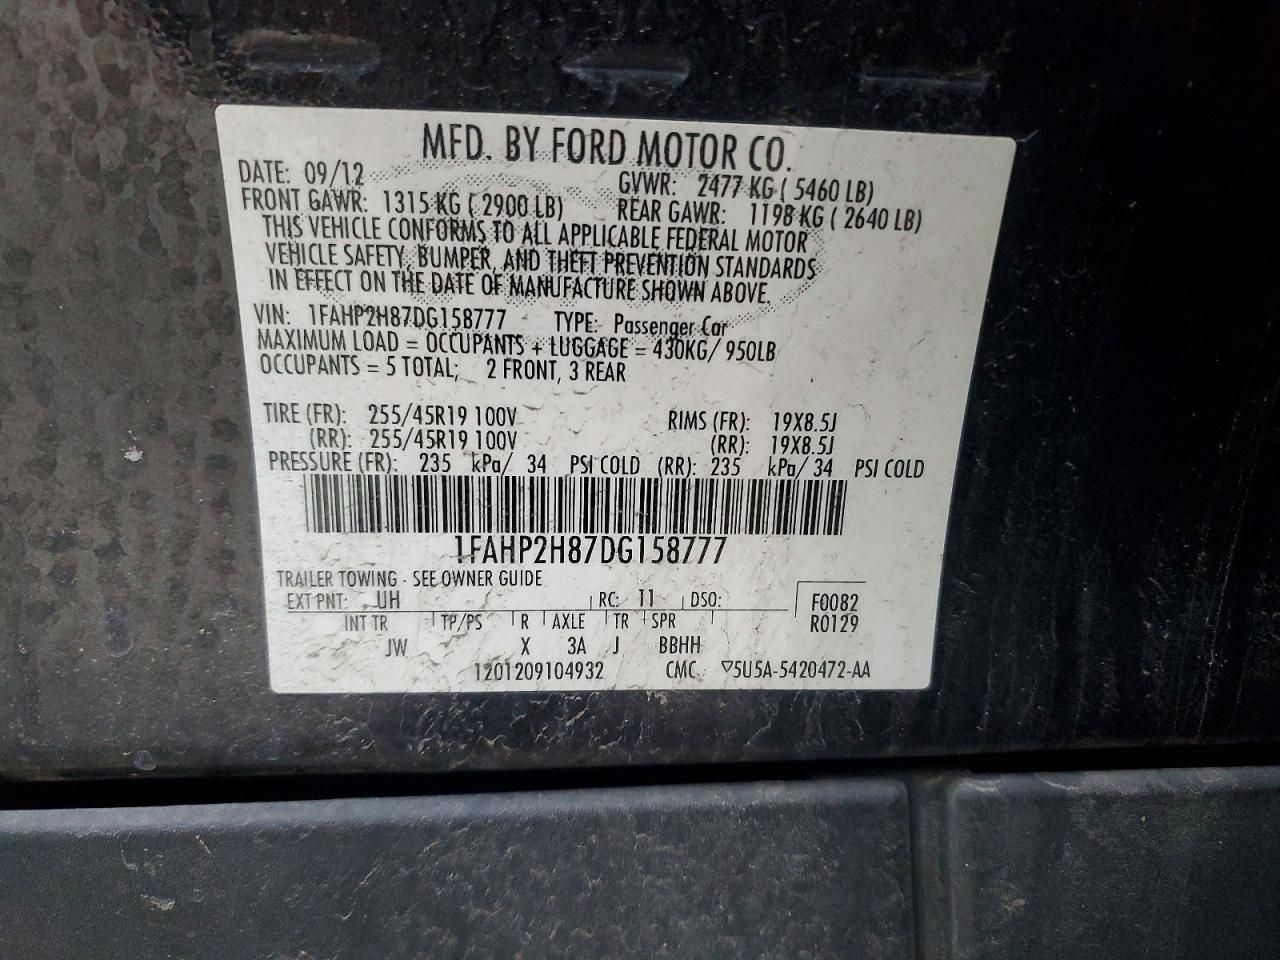 MFD. BY FORD MOTOR CO.
DATE: 09/12 GVWR: 2477 KG ( 5460 LB)
FRONT GAWR: 1315 KG ( 2900 LB) REAR GAWR: 1198 KG ( 2640 LB)
THIS VEHICLE CONFORMS TO ALL APPLICABLE FEDERAL MOTOR
VEHICLE SAFETY, BUMPER, AND THEFT PREVENTION STANDARDS
IN EFFECT ON THE DATE OF MANUFACTURE SHOWN ABOVE.
VIN: 1FAHP2H87DG158777 TYPE: Passenger Car
MAXIMUM LOAD = OCCUPANTS + LUGGAGE = 430KG/ 950LB
OCCUPANTS = 5 TOTAL; 2 FRONT, 3 REAR
TIRE (FR): 255/45R19 100V RIMS (FR): 19X8.5J
(RR): 255/45R19 100V (RR): 19X8.5J
PRESSURE (FR): 235 kPa/ 34 PSI COLD (RR): 235 kPa/ 34 PSI COLD
1FAHP2H87DG158777
TRAILER TOWING - SEE OWNER GUIDE
EXT PNT: UH RC: 11 DSO: F0082
INT TR TP/PS R AXLE TR SPR R0129
JW X 3A J BBHH
1201209104932 CMC ▽5U5A-5420472-AA